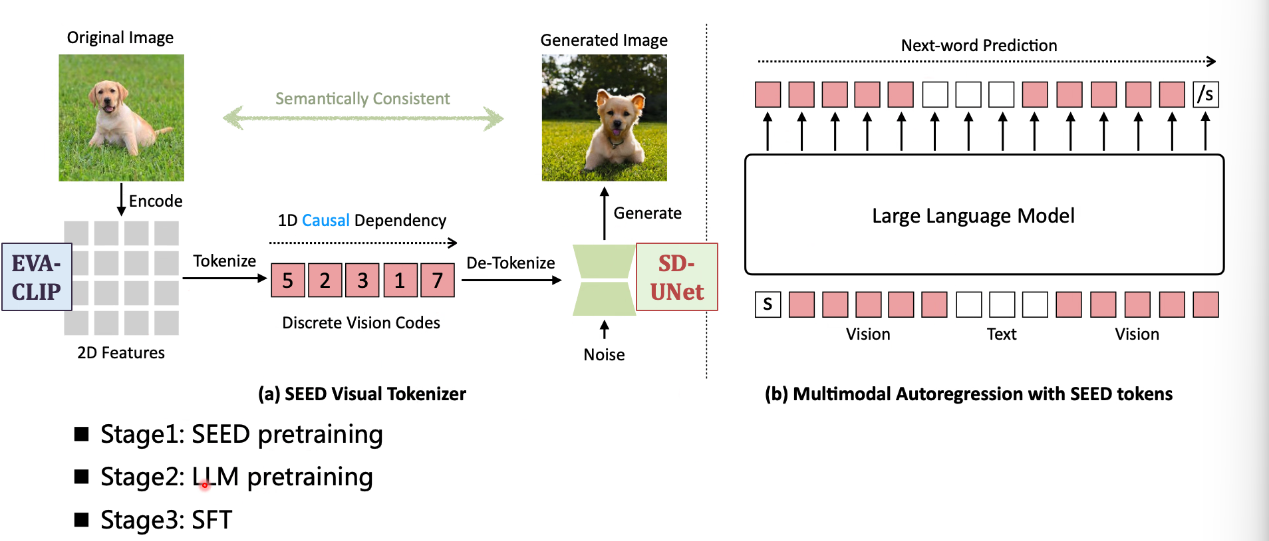 Original Image
Generated Image
Semantically Consistent
Encode
EVA-
CLIP
2D Features
Tokenize
1D Causal Dependency
5 2 3 1 7
Discrete Vision Codes
De-Tokenize
Generate
SD-
UNet
Noise
(a) SEED Visual Tokenizer
Next-word Prediction
/s
Large Language Model
S
Vision
Text
Vision
(b) Multimodal Autoregression with SEED tokens
Stage1: SEED pretraining
Stage2: LLM pretraining
Stage3: SFT